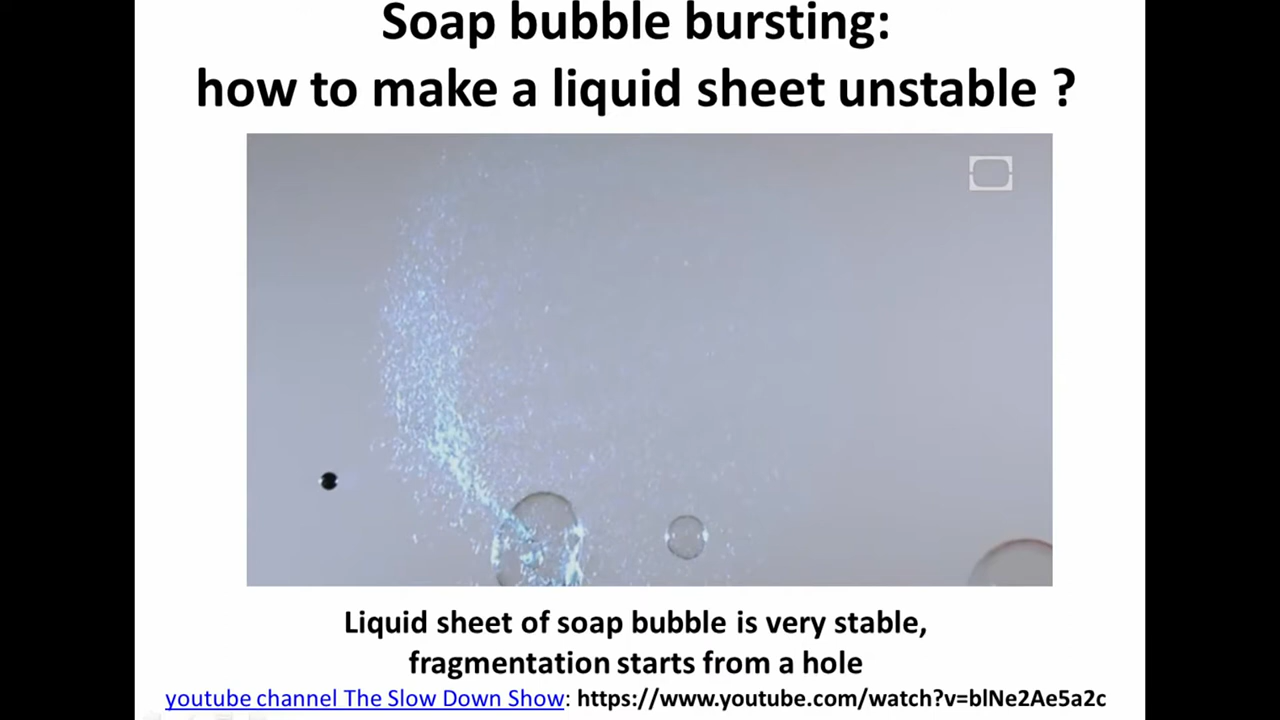 Soap bubble bursting:
how to make a liquid sheet unstable ?
Liquid sheet of soap bubble is very stable,
fragmentation starts from a hole
youtube channel The Slow Down Show: https://www.youtube.com/watch?v=blNe2Ae5a2c